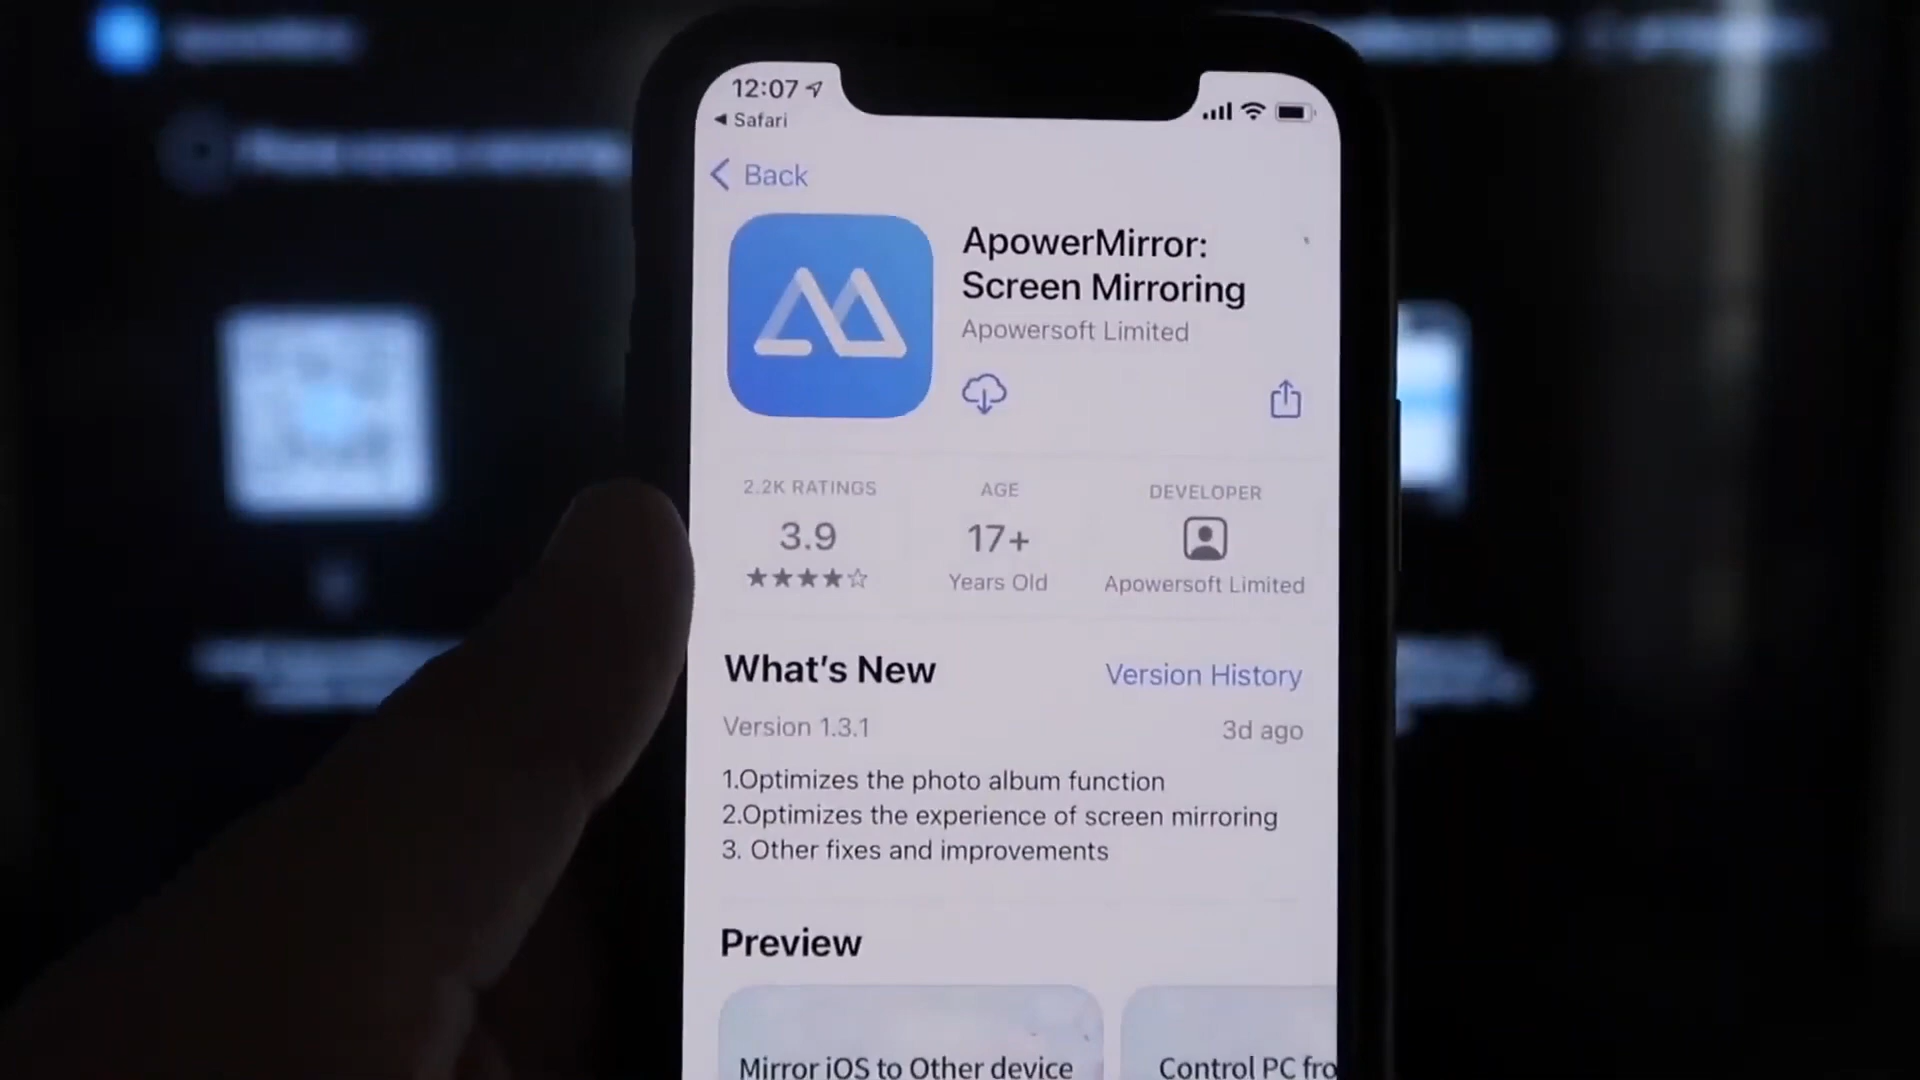 12:07
Safari
Back
ApowerMirror:
Screen Mirroring
Apowersoft Limited
2.2K RATINGS
AGE
DEVELOPER
3.9
17+
Years Old
Apowersoft Limited
What's New
Version History
Version 1.3.1
3d ago
1.Optimizes the photo album function
2.Optimizes the experience of screen mirroring
3. Other fixes and improvements
Preview
Mirror iOS to Other device
Control PC fro